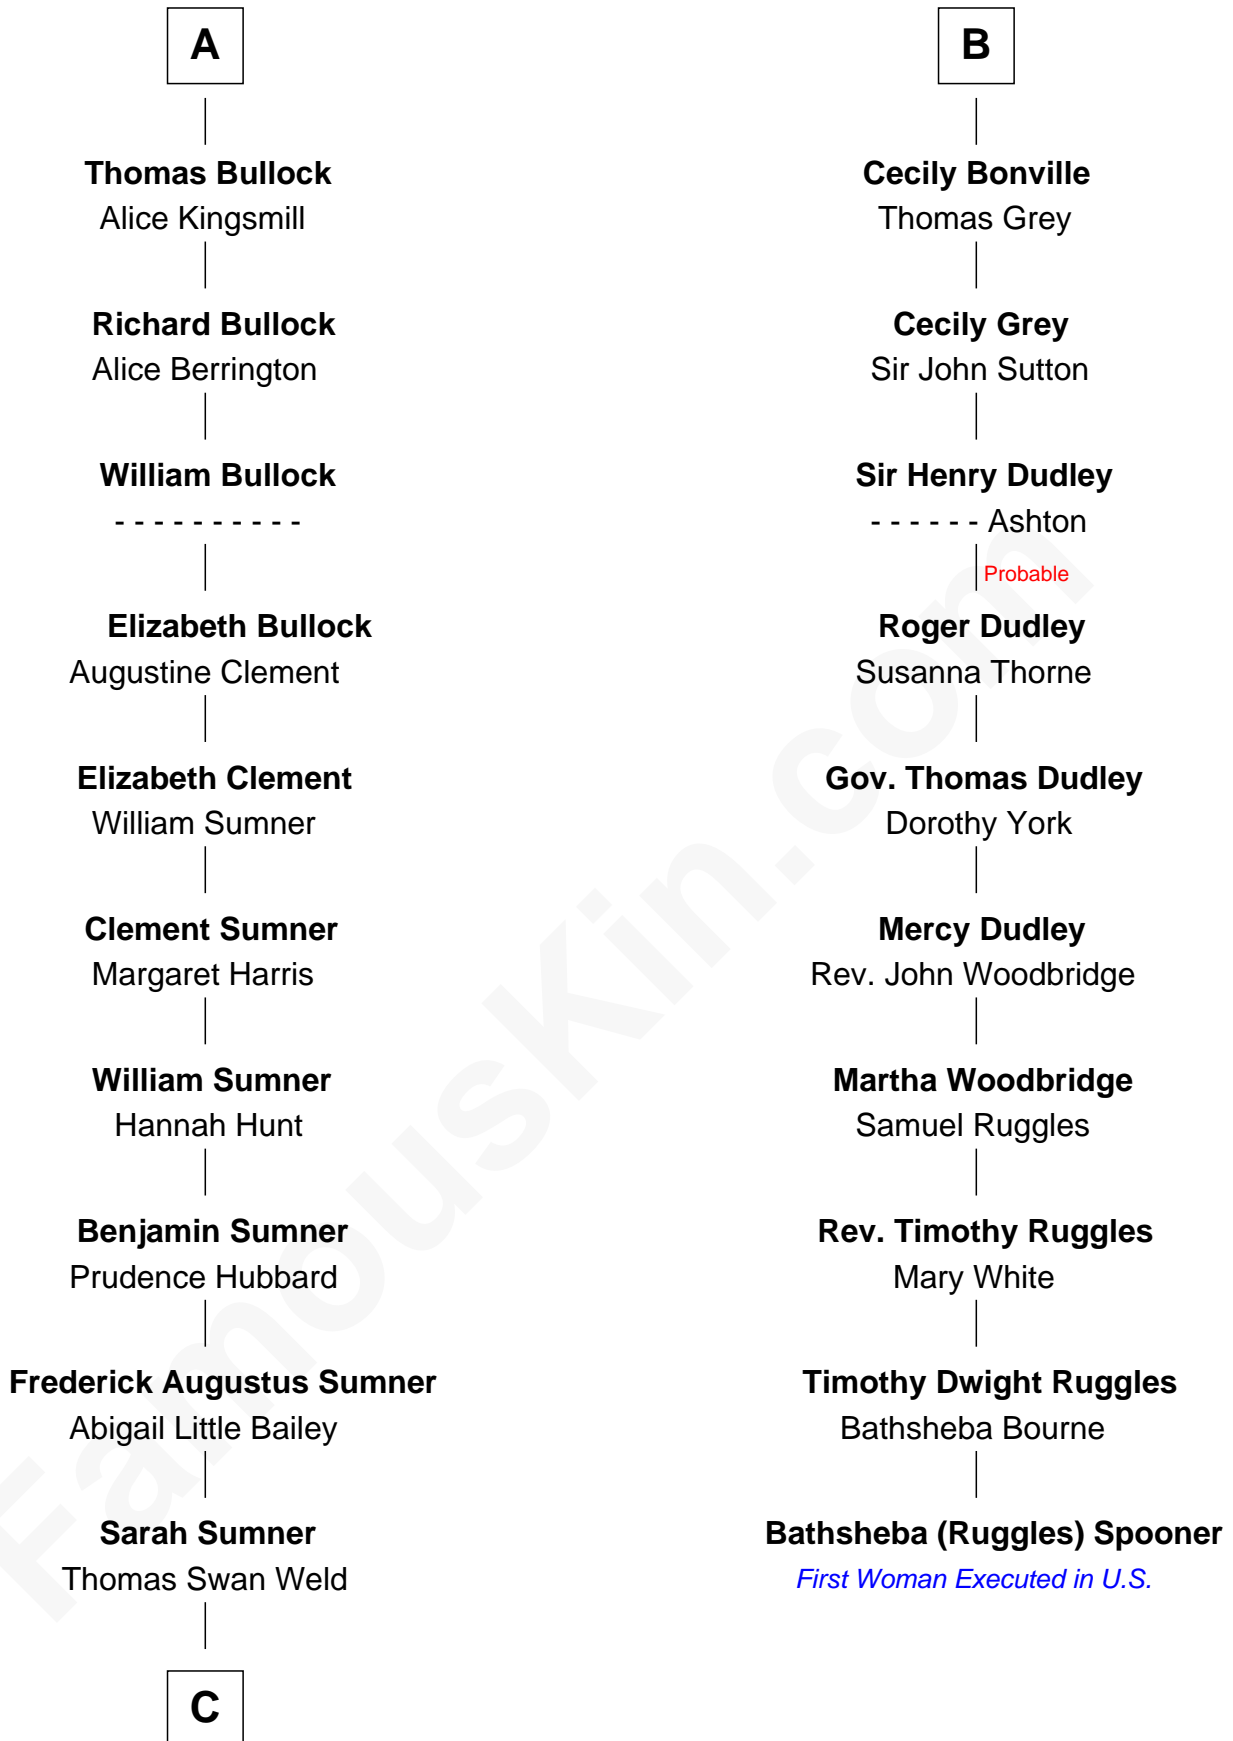 A
Thomas Bullock
Alice Kingsmill
Richard Bullock
Alice Berrington
William Bullock
- - - - - - - - - -
Elizabeth Bullock
Augustine Clement
Elizabeth Clement
William Sumner
Clement Sumner
Margaret Harris
William Sumner
Hannah Hunt
Benjamin Sumner
Prudence Hubbard
Frederick Augustus Sumner
Abigail Little Bailey
Sarah Sumner
Thomas Swan Weld
C
B
Cecily Bonville
Thomas Grey
Cecily Grey
Sir John Sutton
Sir Henry Dudley
- - - - - - Ashton
Probable
Roger Dudley
Susanna Thorne
Gov. Thomas Dudley
Dorothy York
Mercy Dudley
Rev. John Woodbridge
Martha Woodbridge
Samuel Ruggles
Rev. Timothy Ruggles
Mary White
Timothy Dwight Ruggles
Bathsheba Bourne
Bathsheba (Ruggles) Spooner
First Woman Executed in U.S.
FamousKin.com